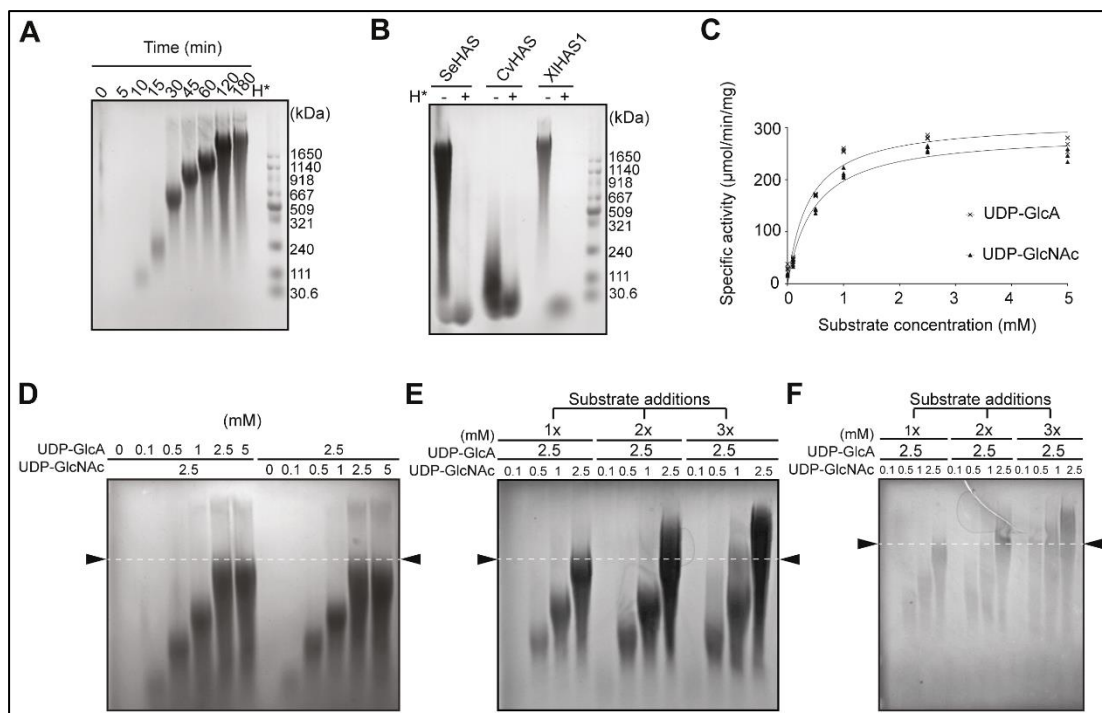 A
Time (min)
0 5 10 15 30 45 60 120 180 H*
(kDa)
1650
1140
918
667
509
321
240
111
30.6
B
SeHAS CvHAS XlHAS1
H* - + - + - +
(kDa)
1650
1140
918
667
509
321
240
111
30.6
C
Specific activity (µmol/min/mg)
300
200
100
0
0 1 2 3 4 5
Substrate concentration (mM)
UDP-GlcA
UDP-GlcNAc
D
(mM)
UDP-GlcA 0 0.1 0.5 1 2.5 5 2.5
UDP-GlcNAc 2.5 0 0.1 0.5 1 2.5 5
E
Substrate additions
(mM) 1x 2x 3x
UDP-GlcA 2.5 2.5 2.5
UDP-GlcNAc 0.1 0.5 1 2.5 0.1 0.5 1 2.5 0.1 0.5 1 2.5
F
Substrate additions
(mM) 1x 2x 3x
UDP-GlcA 2.5 2.5 2.5
UDP-GlcNAc 0.1 0.5 1 2.5 0.1 0.5 1 2.5 0.1 0.5 1 2.5